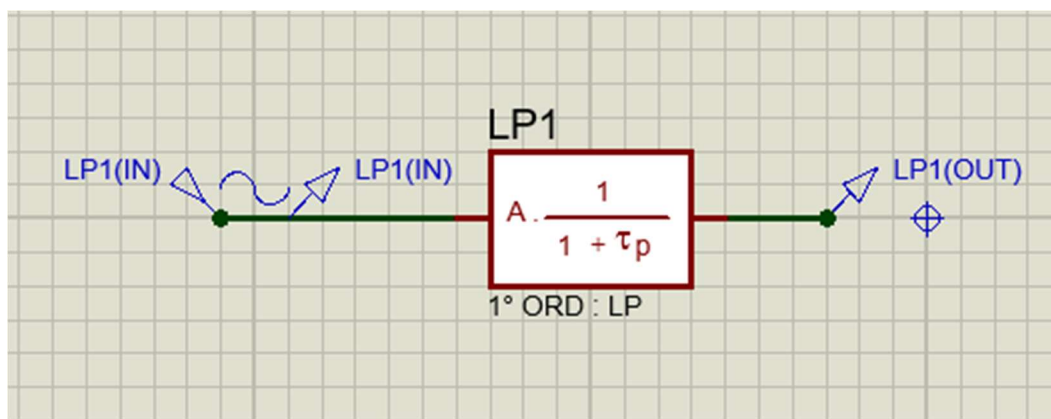 LP1
LP1(IN)
LP1(IN)
LP1(OUT)
A . 1
1 + τp
1° ORD : LP